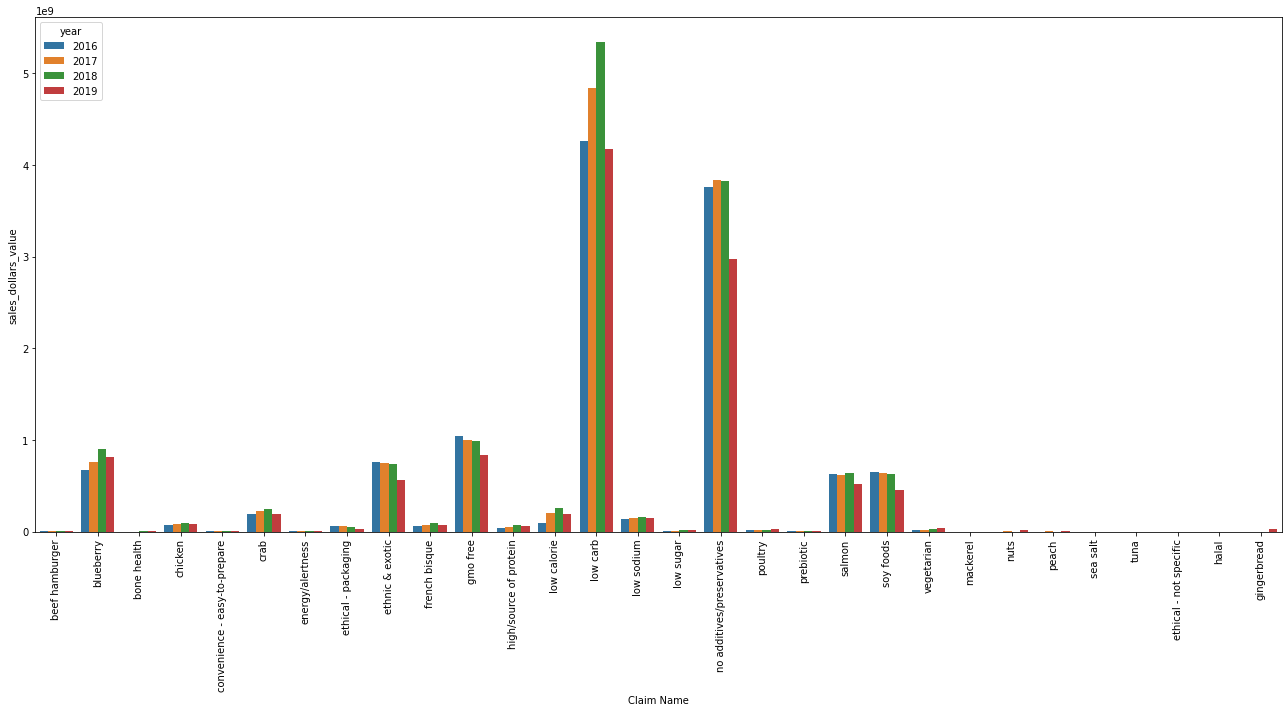 1e9
year
2016
2017
2018
2019
5
4
3
2
1
0
sales_dollars_value
beef hamburger
blueberry
bone health
chicken
convenience - easy-to-prepare
crab
energy/alertness
ethical - packaging
ethnic & exotic
french bisque
gmo free
high/source of protein
low calorie
low carb
low sodium
low sugar
no additives/preservatives
poultry
prebiotic
salmon
soy foods
vegetarian
mackerel
nuts
peach
sea salt
tuna
ethical - not specific
halal
gingerbread
Claim Name